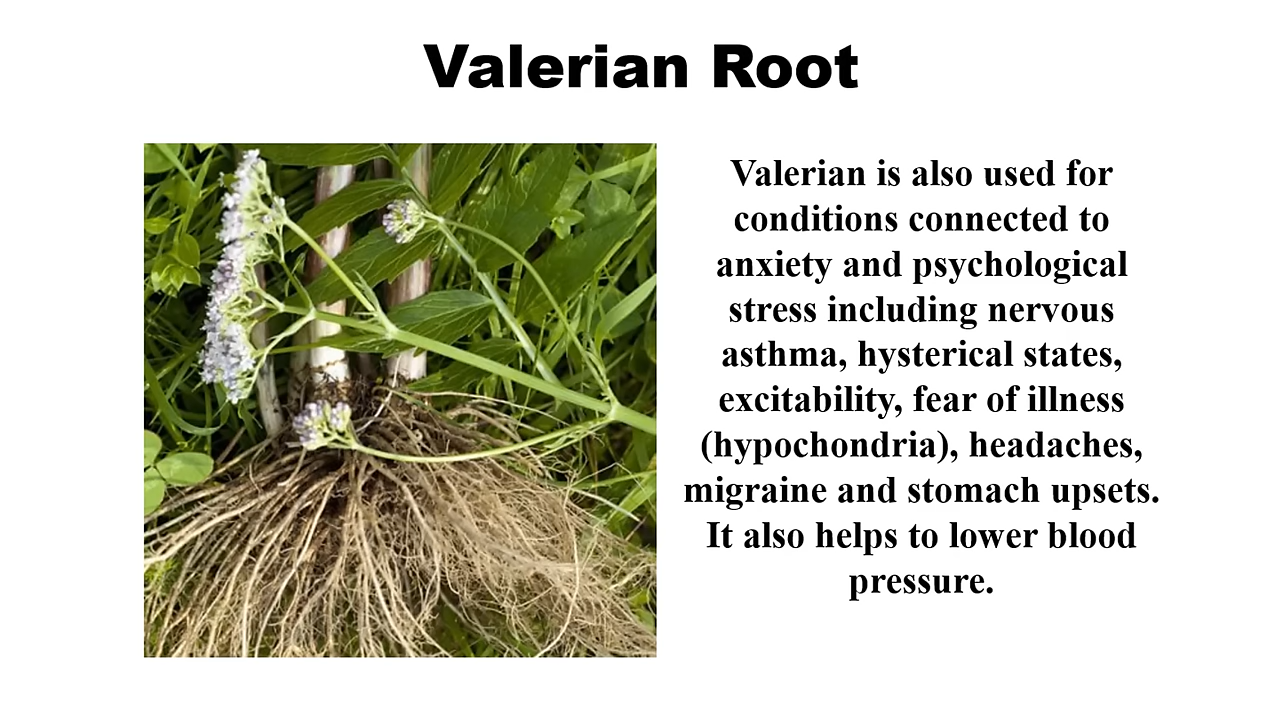 Valerian Root
Valerian is also used for
conditions connected to
anxiety and psychological
stress including nervous
asthma, hysterical states,
excitability, fear of illness
(hypochondria), headaches,
migraine and stomach upsets.
It also helps to lower blood
pressure.